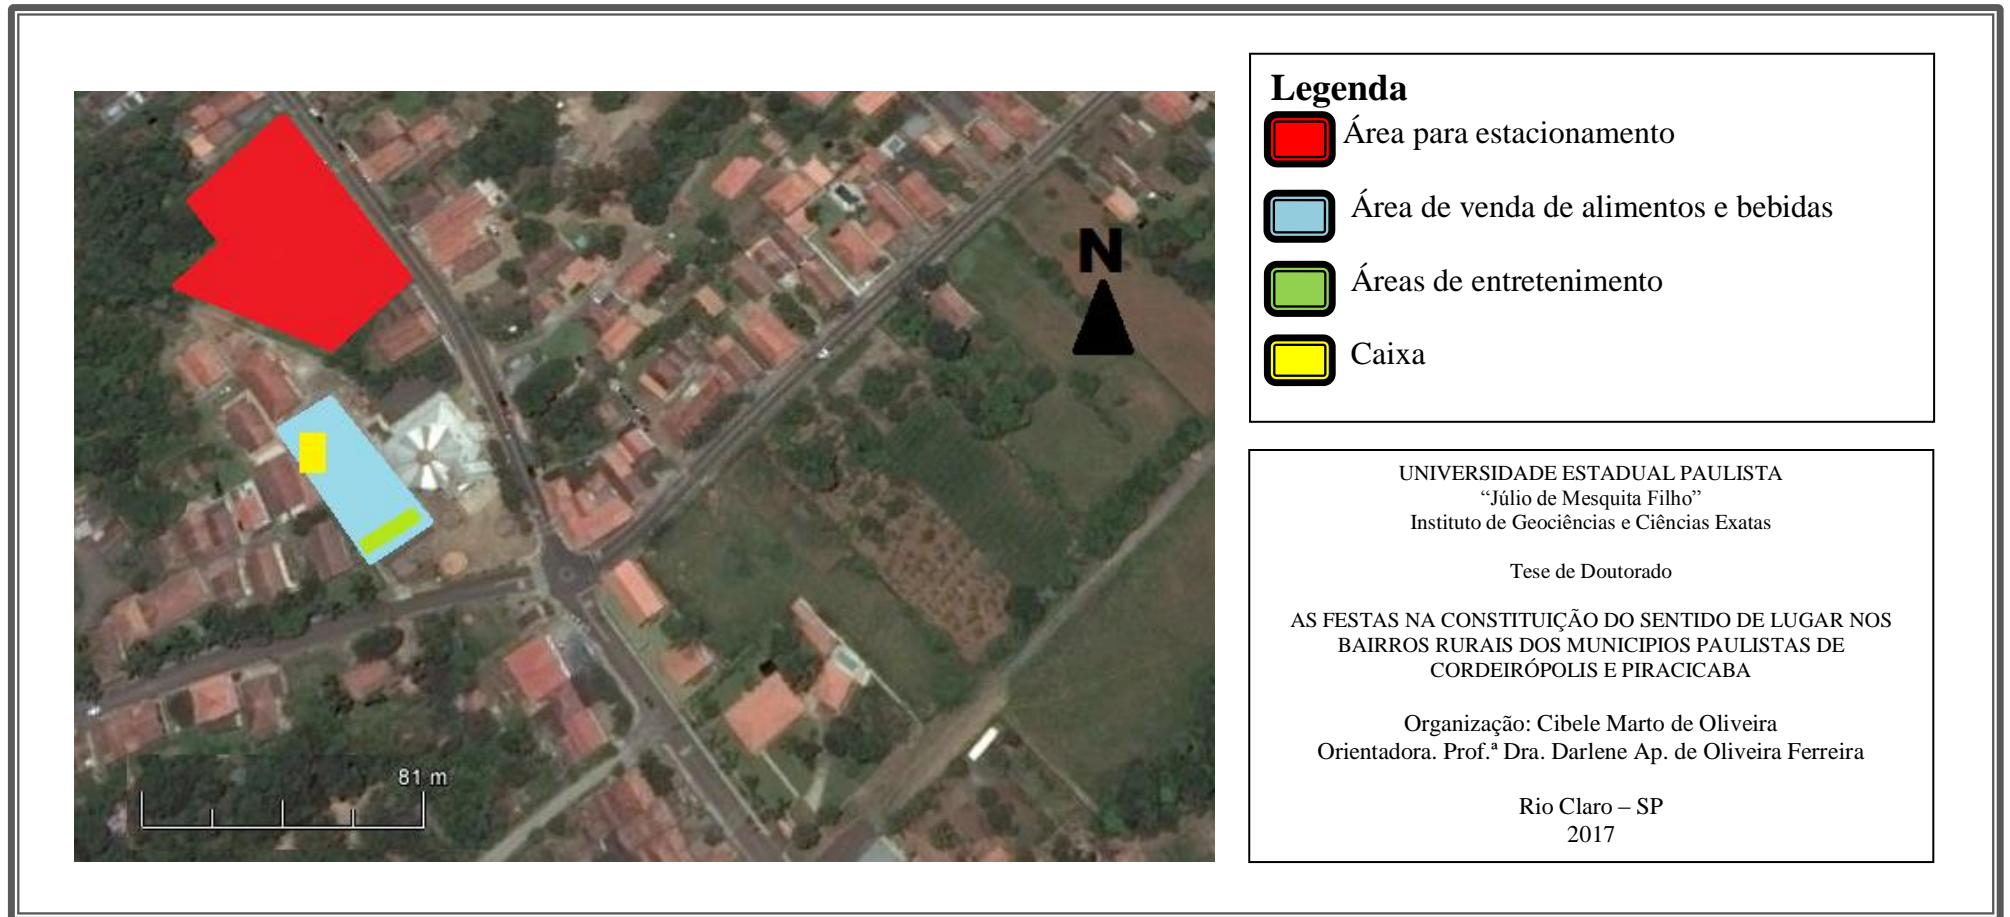 N
81 m
Legenda
Área para estacionamento
Área de venda de alimentos e bebidas
Áreas de entretenimento
Caixa
UNIVERSIDADE ESTADUAL PAULISTA
“Júlio de Mesquita Filho”
Instituto de Geociências e Ciências Exatas
Tese de Doutorado
AS FESTAS NA CONSTITUIÇÃO DO SENTIDO DE LUGAR NOS
BAIRROS RURAIS DOS MUNICIPIOS PAULISTAS DE
CORDEIRÓPOLIS E PIRACICABA
Organização: Cibele Marto de Oliveira
Orientadora. Prof.ª Dra. Darlene Ap. de Oliveira Ferreira
Rio Claro – SP
2017